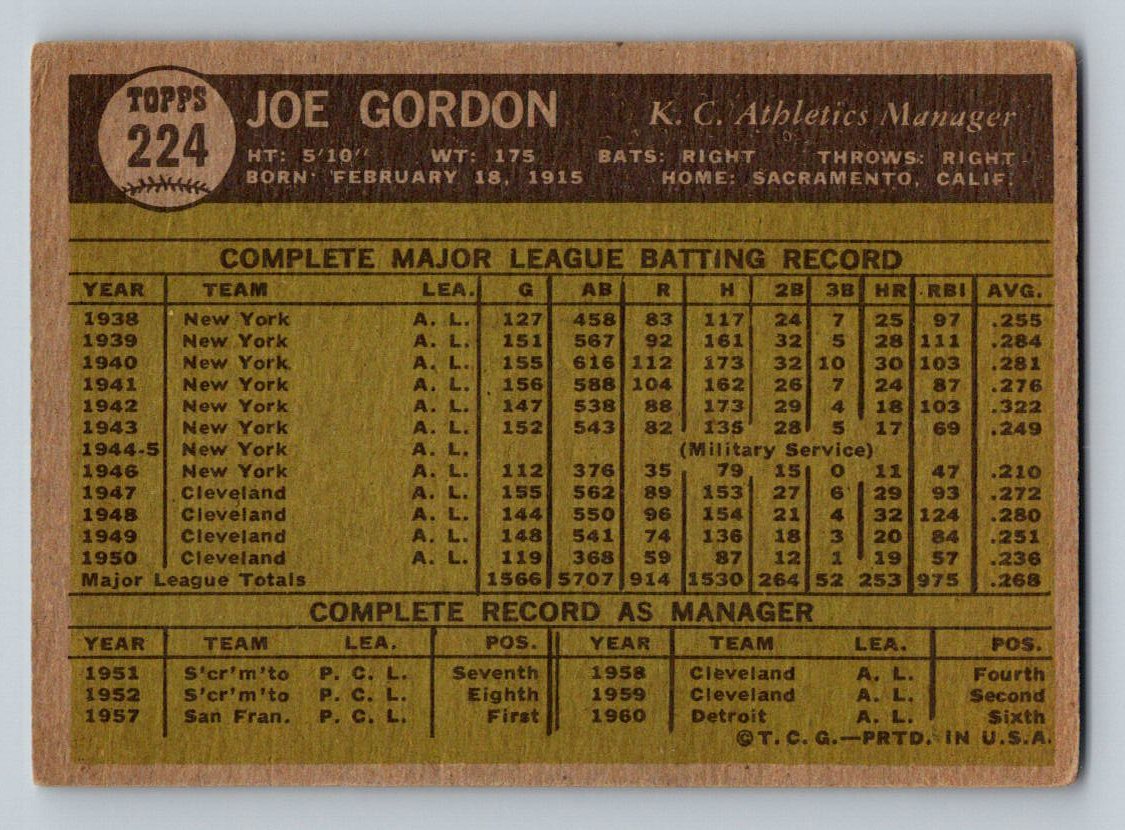 TOPPS
224
JOE GORDON K. C. Athletics Manager
HT: 5'10" WT: 175 BATS: RIGHT THROWS: RIGHT
BORN: FEBRUARY 18, 1915 HOME: SACRAMENTO, CALIF.
COMPLETE MAJOR LEAGUE BATTING RECORD
YEAR TEAM LEA. G AB R H 2B 3B HR RBI AVG.
1938 New York A. L. 127 458 83 117 24 7 25 97 .255
1939 New York A. L. 151 567 92 161 32 5 28 111 .284
1940 New York A. L. 155 616 112 173 32 10 30 103 .281
1941 New York A. L. 156 588 104 162 26 7 24 87 .276
1942 New York A. L. 147 538 88 173 29 4 18 103 .322
1943 New York A. L. 152 543 82 135 28 5 17 69 .249
1944-5 New York A. L. (Military Service)
1946 New York A. L. 112 376 35 79 15 0 11 47 .210
1947 Cleveland A. L. 155 562 89 153 27 6 29 93 .272
1948 Cleveland A. L. 144 550 96 154 21 4 32 124 .280
1949 Cleveland A. L. 148 541 74 136 18 3 20 84 .251
1950 Cleveland A. L. 119 368 59 87 12 1 19 57 .236
Major League Totals 1566 5707 914 1530 264 52 253 975 .268
COMPLETE RECORD AS MANAGER
YEAR TEAM LEA. POS. YEAR TEAM LEA. POS.
1951 S'cr'm'to P. C. L. Seventh 1958 Cleveland A. L. Fourth
1952 S'cr'm'to P. C. L. Eighth 1959 Cleveland A. L. Second
1957 San Fran. P. C. L. First 1960 Detroit A. L. Sixth
©T. C. G.—PRTD. IN U.S.A.